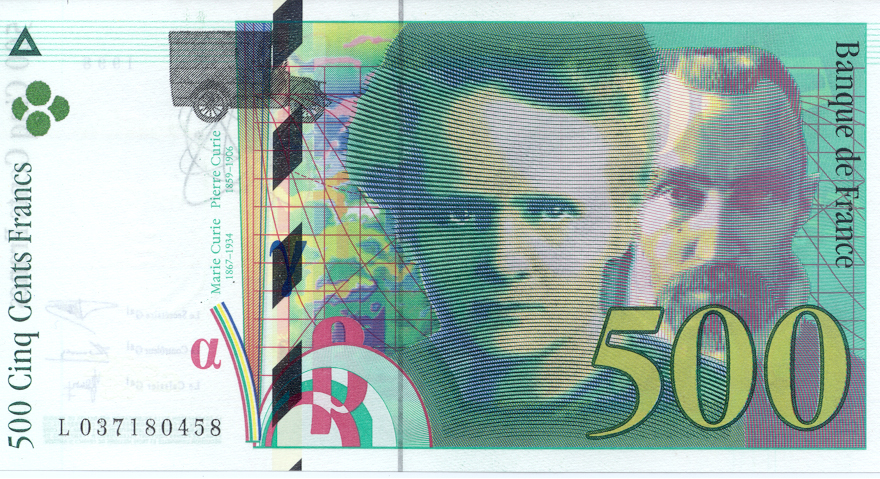 500 Cinq Cents Francs
L 037180458
Marie Curie Pierre Curie
1867–1934 1859–1906
α
γ
β
500
Banque de France